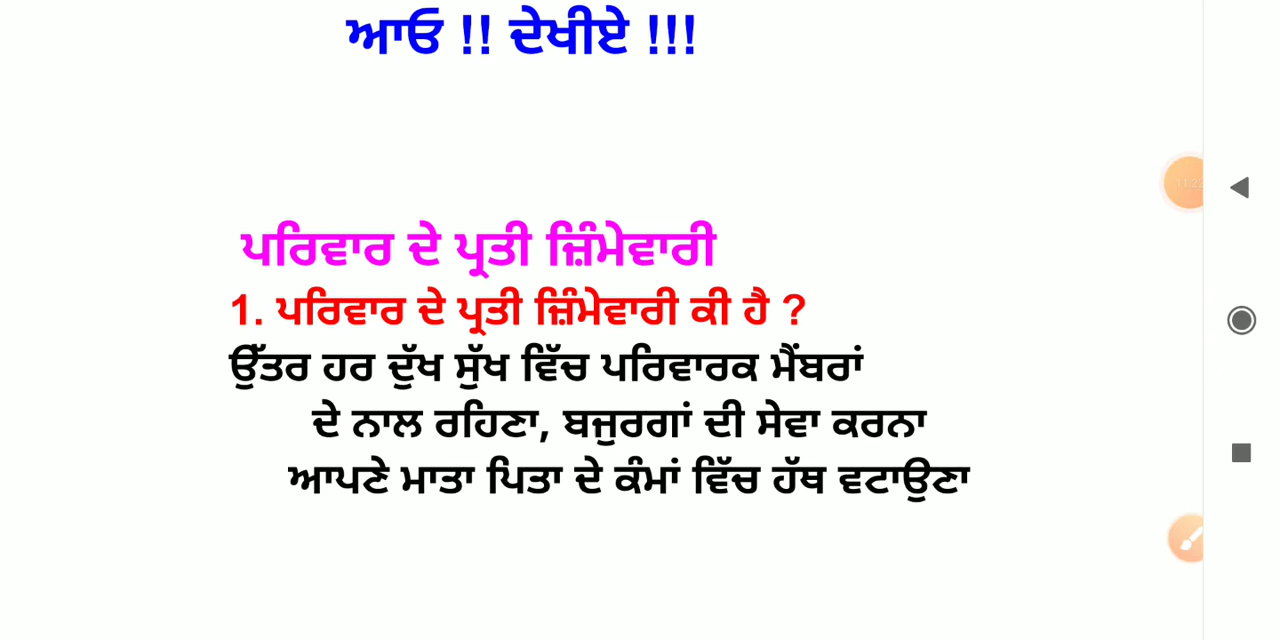 ਆਓ !! ਦੇਖੀਏ !!!
ਪਰਿਵਾਰ ਦੇ ਪ੍ਰਤੀ ਜ਼ਿੰਮੇਵਾਰੀ
1. ਪਰਿਵਾਰ ਦੇ ਪ੍ਰਤੀ ਜ਼ਿੰਮੇਵਾਰੀ ਕੀ ਹੈ ?
ਉੱਤਰ ਹਰ ਦੁੱਖ ਸੁੱਖ ਵਿੱਚ ਪਰਿਵਾਰਕ ਮੈਂਬਰਾਂ
ਦੇ ਨਾਲ ਰਹਿਣਾ, ਬਜੁਰਗਾਂ ਦੀ ਸੇਵਾ ਕਰਨਾ
ਆਪਣੇ ਮਾਤਾ ਪਿਤਾ ਦੇ ਕੰਮਾਂ ਵਿੱਚ ਹੱਥ ਵਟਾਉਣਾ